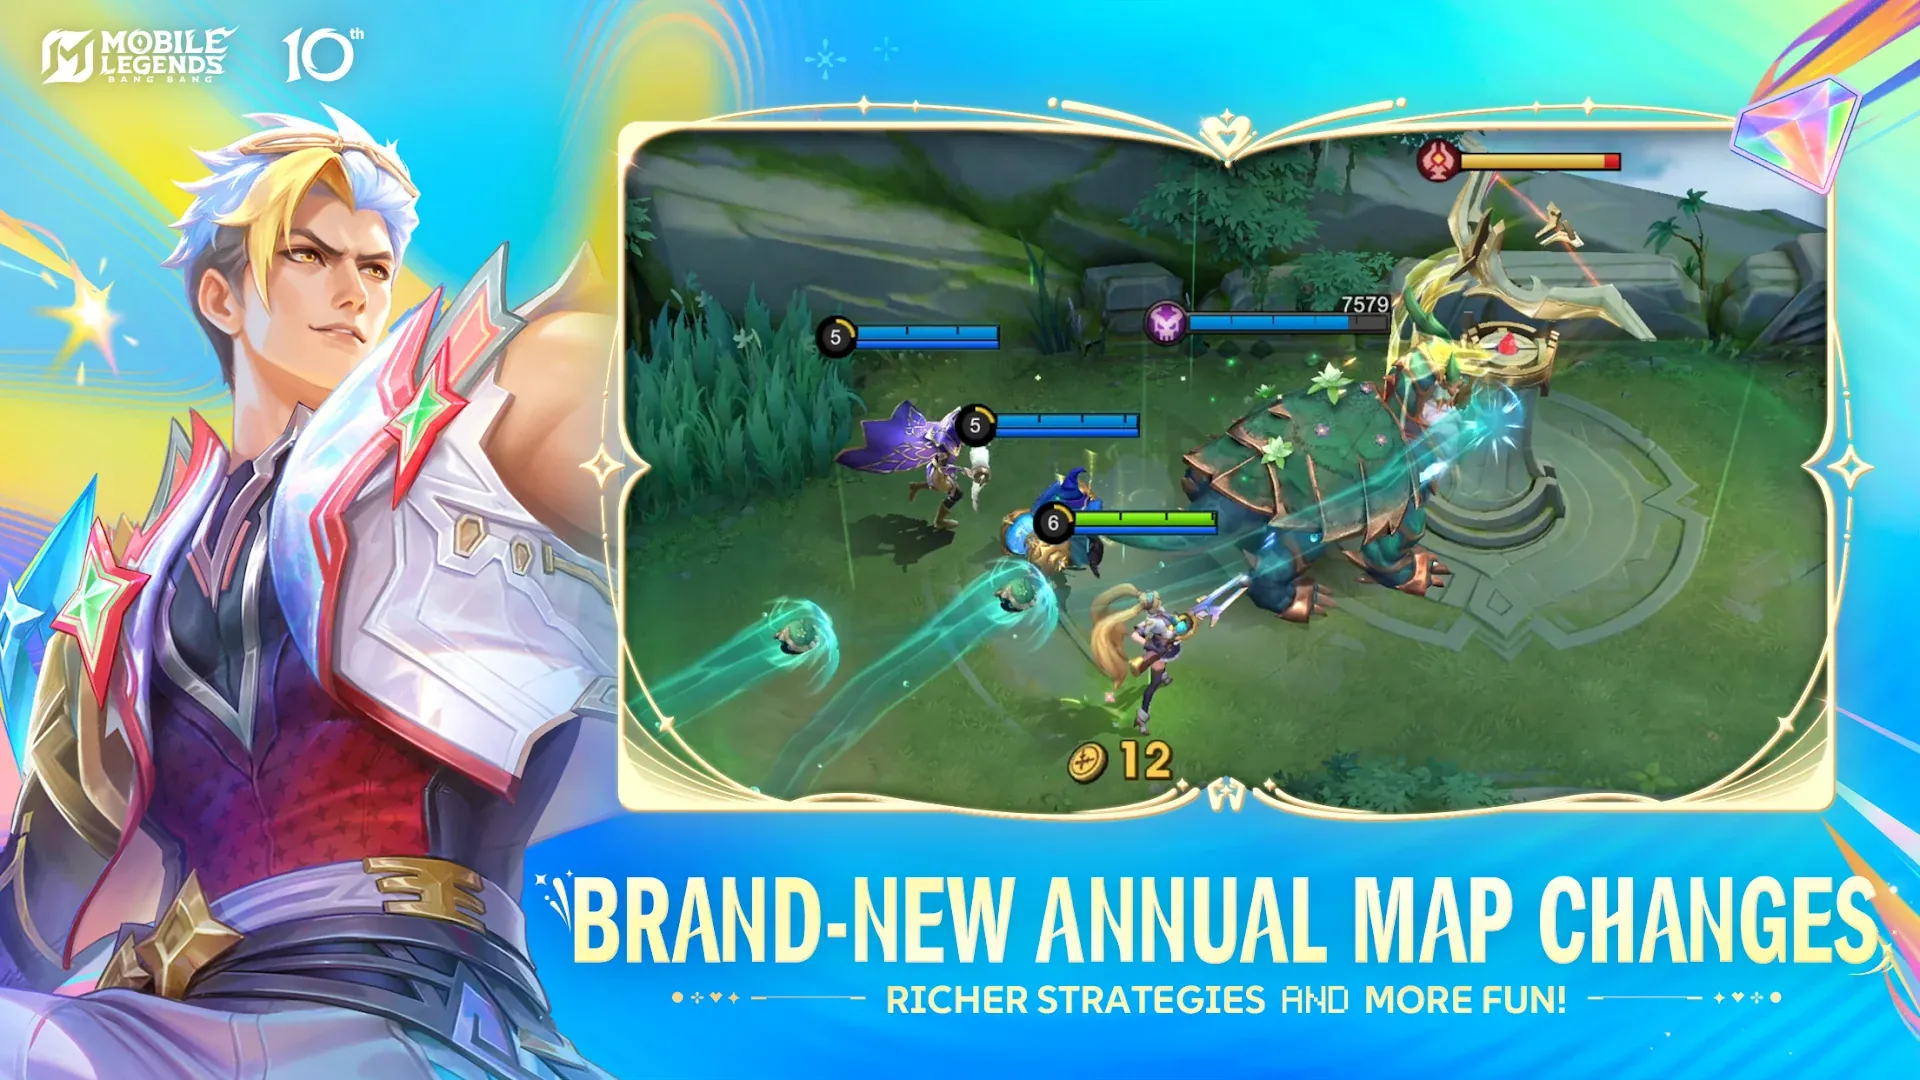 MOBILE
LEGENDS
BANG BANG
10th
7579
5
5
6
12
BRAND-NEW ANNUAL MAP CHANGES
RICHER STRATEGIES AND MORE FUN!